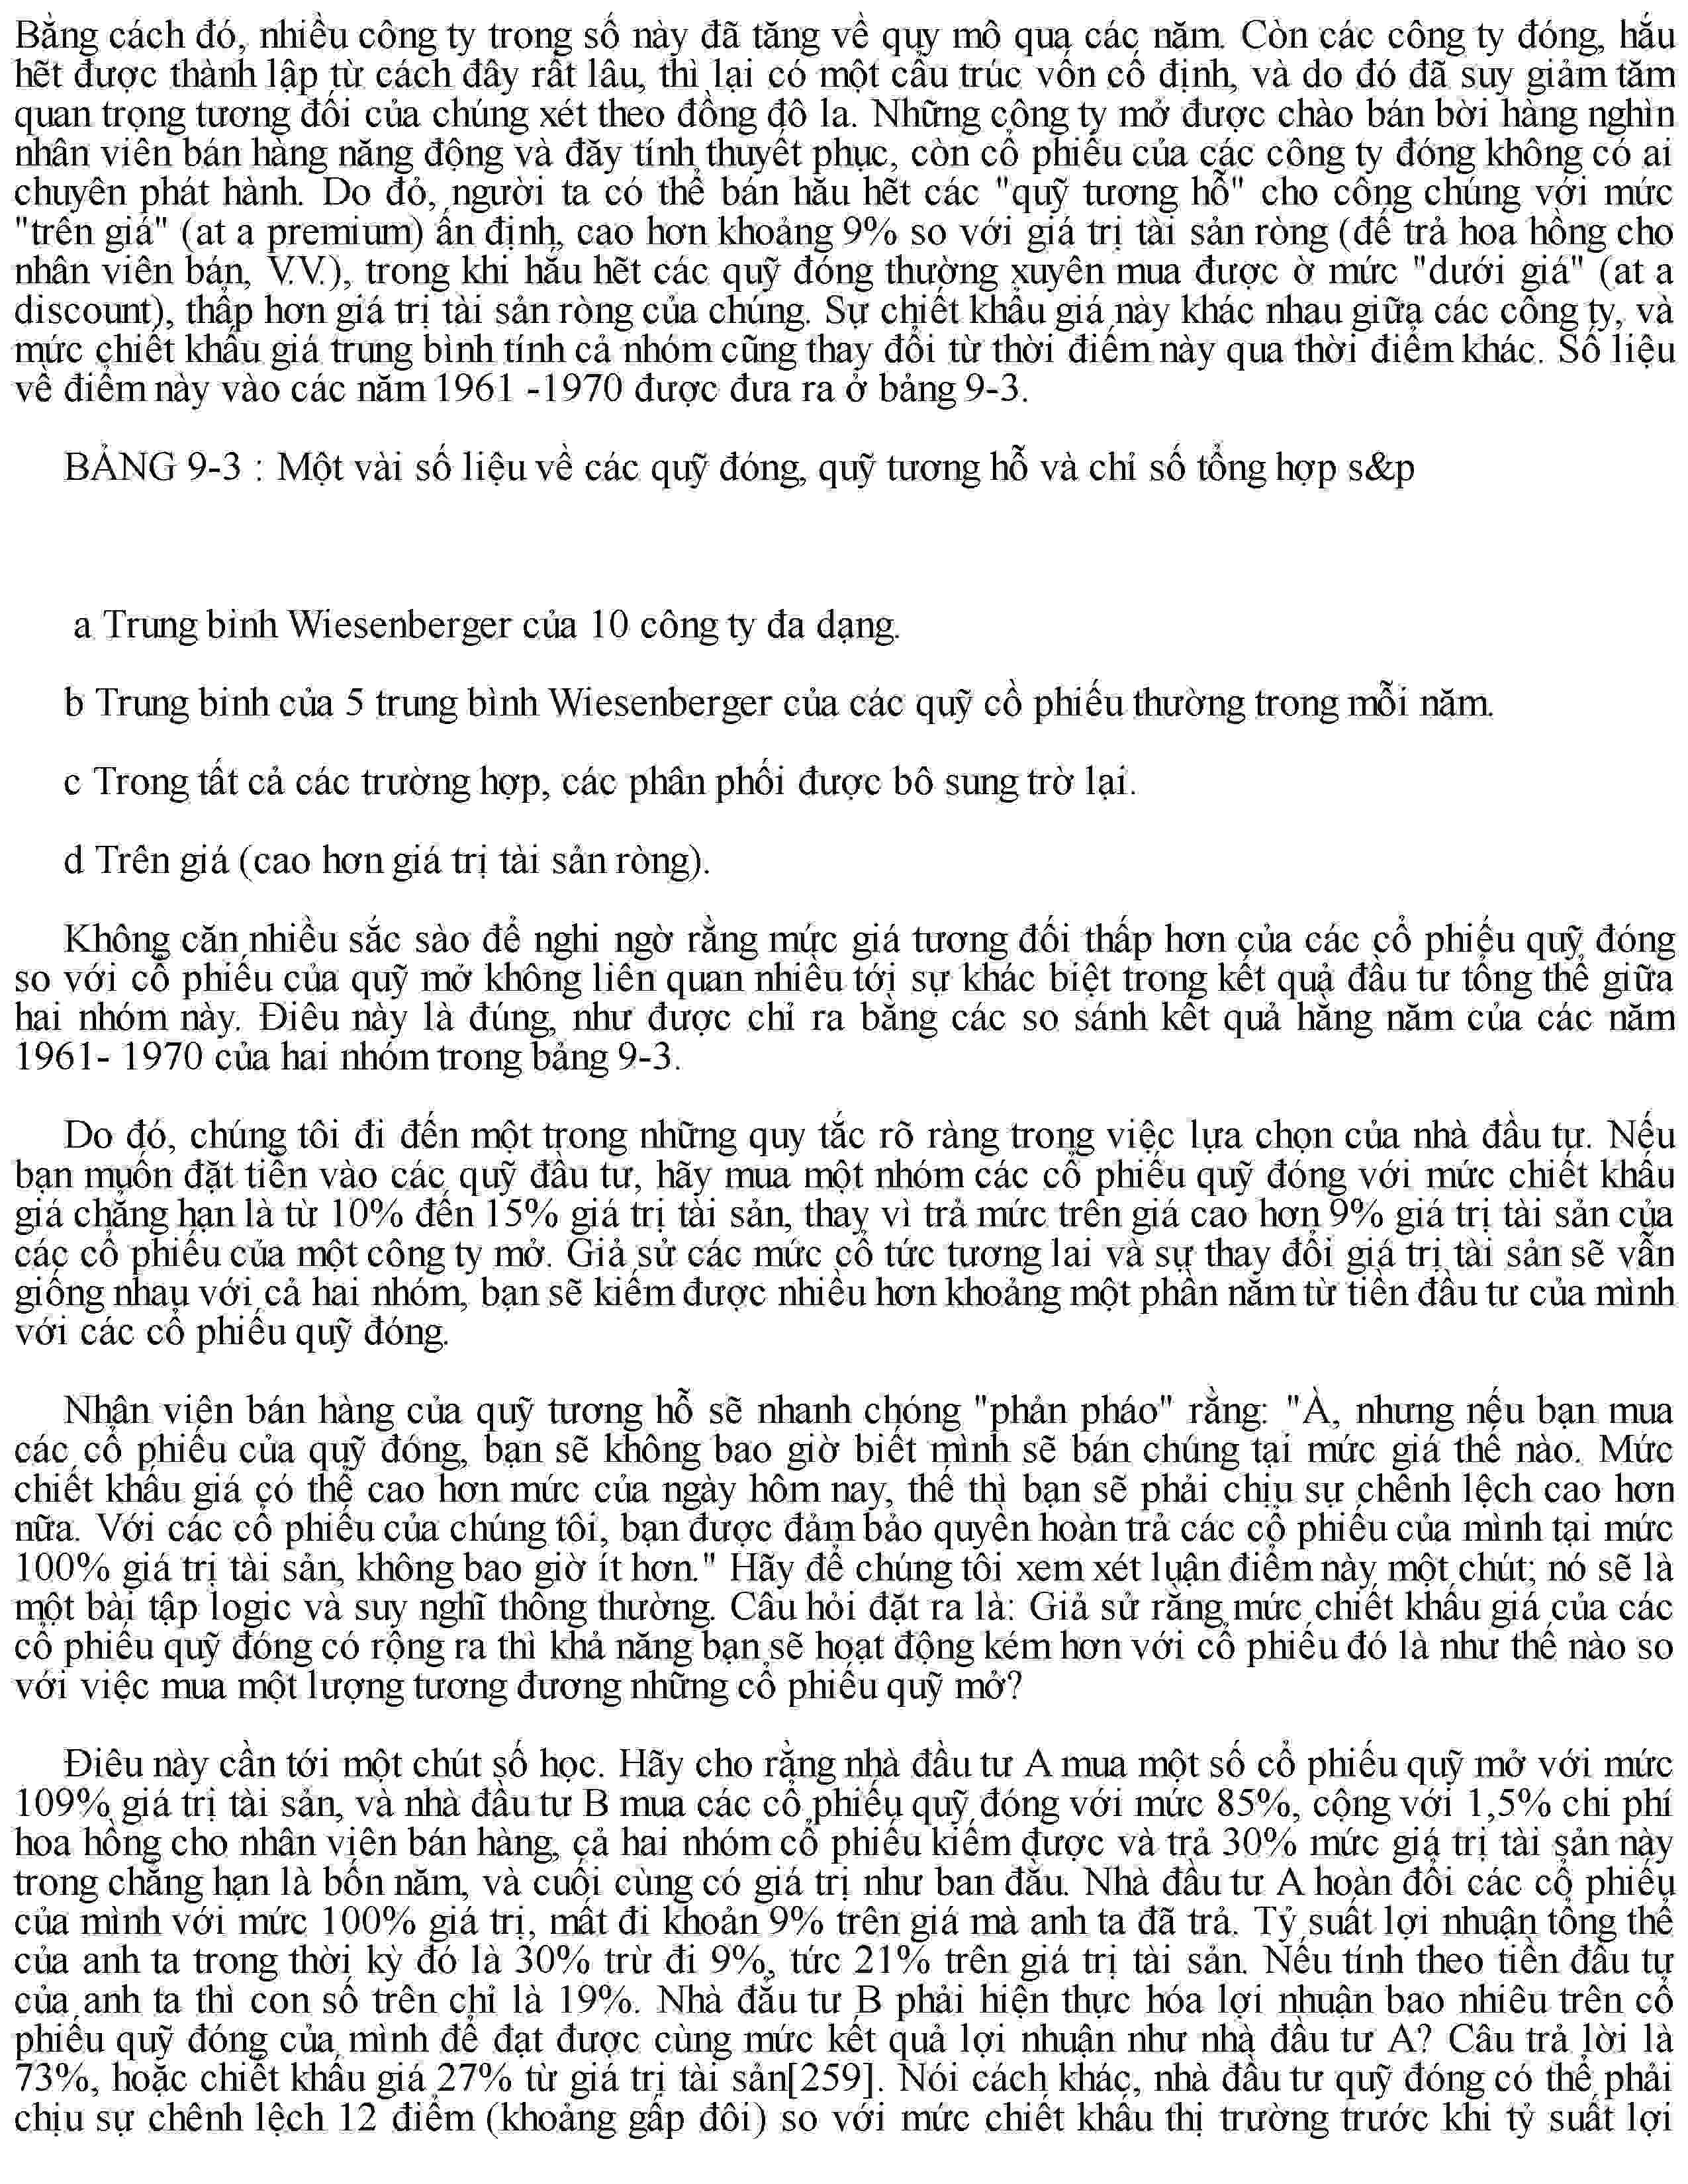 Bằng cách đó, nhiều công ty trong số này đã tăng về quy mô qua các năm. Còn các công ty đóng, hắu
hết được thành lập từ cách đây rất lâu, thì lại có một cấu trúc vốn cố định, và do đó đã suy giảm tăm
quan trọng tương đối của chúng xét theo đồng đô la. Những công ty mở được chào bán bời hàng nghìn
nhân viên bán hàng năng động và đăy tính thuyết phục, còn cổ phiếu của các công ty đóng không có ai
chuyên phát hành. Do đỏ, người ta có thể bán hău hết các "quỹ tương hỗ" cho công chúng với mức
"trên giá" (at a premium) ấn định, cao hơn khoảng 9% so với giá trị tài sản ròng (để trả hoa hồng cho
nhân viên bán, V.V.), trong khi hẳu hết các quỹ đóng thường xuyên mua được ờ mức "dưới giá" (at a
discount), thấp hơn giá trị tài sản ròng của chúng. Sự chiết khấu giá này khác nhau giữa các công ty, và
mức chiết khấu giá trung bình tính cả nhóm cũng thay đổi từ thời điểm này qua thời điểm khác. Số liệu
về điểm này vào các năm 1961 -1970 được đưa ra ở bảng 9-3.
BẢNG 9-3 : Một vài số liệu về các quỹ đóng, quỹ tương hỗ và chỉ số tổng hợp s&p
a Trung binh Wiesenberger của 10 công ty đa dạng.
b Trung binh của 5 trung bình Wiesenberger của các quỹ cồ phiếu thường trong mỗi năm.
c Trong tất cả các trường hợp, các phân phối được bô sung trờ lại.
d Trên giá (cao hơn giá trị tài sản ròng).
Không căn nhiều sắc sào để nghi ngờ rằng mức giá tương đối thấp hơn của các cổ phiếu quỹ đóng
so với cổ phiếu của quỹ mở không liên quan nhiều tới sự khác biệt trong kết quả đầu tư tổng thể giữa
hai nhóm này. Điêu này là đúng, như được chỉ ra bằng các so sánh kết quả hằng năm của các năm
1961- 1970 của hai nhóm trong bảng 9-3.
Do đó, chúng tôi đi đến một trong những quy tắc rõ ràng trong việc lựa chọn của nhà đầu tư. Nếu
bạn muốn đặt tiền vào các quỹ đầu tư, hãy mua một nhóm các cổ phiếu quỹ đóng với mức chiết khấu
giá chẳng hạn là từ 10% đến 15% giá trị tài sản, thay vì trả mức trên giá cao hơn 9% giá trị tài sản của
các cổ phiếu của một công ty mở. Giả sử các mức cổ tức tương lai và sự thay đổi giá trị tài sản sẽ vẫn
giống nhau với cả hai nhóm, bạn sẽ kiếm được nhiều hơn khoảng một phần năm từ tiền đầu tư của mình
với các cổ phiếu quỹ đóng.
Nhận viên bán hàng của quỹ tương hỗ sẽ nhanh chóng "phản pháo" rằng: "À, nhưng nếu bạn mua
các cổ phiếu của quỹ đóng, bạn sẽ không bao giờ biết mình sẽ bán chúng tại mức giá thế nào. Mức
chiết khấu giá có thể cao hơn mức của ngày hôm nay, thế thì bạn sẽ phải chịu sự chênh lệch cao hơn
nữa. Với các cổ phiếu của chúng tôi, bạn được đảm bảo quyền hoàn trả các cổ phiếu của mình tại mức
100% giá trị tài sản, không bao giờ ít hơn." Hãy để chúng tôi xem xét luận điểm này một chút; nó sẽ là
một bài tập logic và suy nghĩ thông thường. Câu hỏi đặt ra là: Giả sử rằng mức chiết khấu giá của các
cổ phiếu quỹ đóng có rộng ra thì khả năng bạn sẽ hoạt động kém hơn với cổ phiếu đó là như thế nào so
với việc mua một lượng tương đương những cổ phiếu quỹ mở?
Điêu này cần tới một chút số học. Hãy cho rằng nhà đầu tư A mua một số cổ phiếu quỹ mở với mức
109% giá trị tài sản, và nhà đầu tư B mua các cổ phiếu quỹ đóng với mức 85%, cộng với 1,5% chi phí
hoa hồng cho nhân viên bán hàng, cả hai nhóm cổ phiếu kiếm được và trả 30% mức giá trị tài sản này
trong chẳng hạn là bốn năm, và cuối cùng có giá trị như ban đầu. Nhà đầu tư A hoàn đổi các cổ phiếu
của mình với mức 100% giá trị, mất đi khoản 9% trên giá mà anh ta đã trả. Tỷ suất lợi nhuận tổng thể
của anh ta trong thời kỳ đó là 30% trừ đi 9%, tức 21% trên giá trị tài sản. Nếu tính theo tiền đầu tư
của anh ta thì con số trên chỉ là 19%. Nhà đầu tư B phải hiện thực hóa lợi nhuận bao nhiêu trên cổ
phiếu quỹ đóng của mình để đạt được cùng mức kết quả lợi nhuận như nhà đầu tư A? Câu trả lời là
73%, hoặc chiết khấu giá 27% từ giá trị tài sản[259]. Nói cách khác, nhà đầu tư quỹ đóng có thể phải
chịu sự chênh lệch 12 điểm (khoảng gấp đôi) so với mức chiết khấu thị trường trước khi tỷ suất lợi